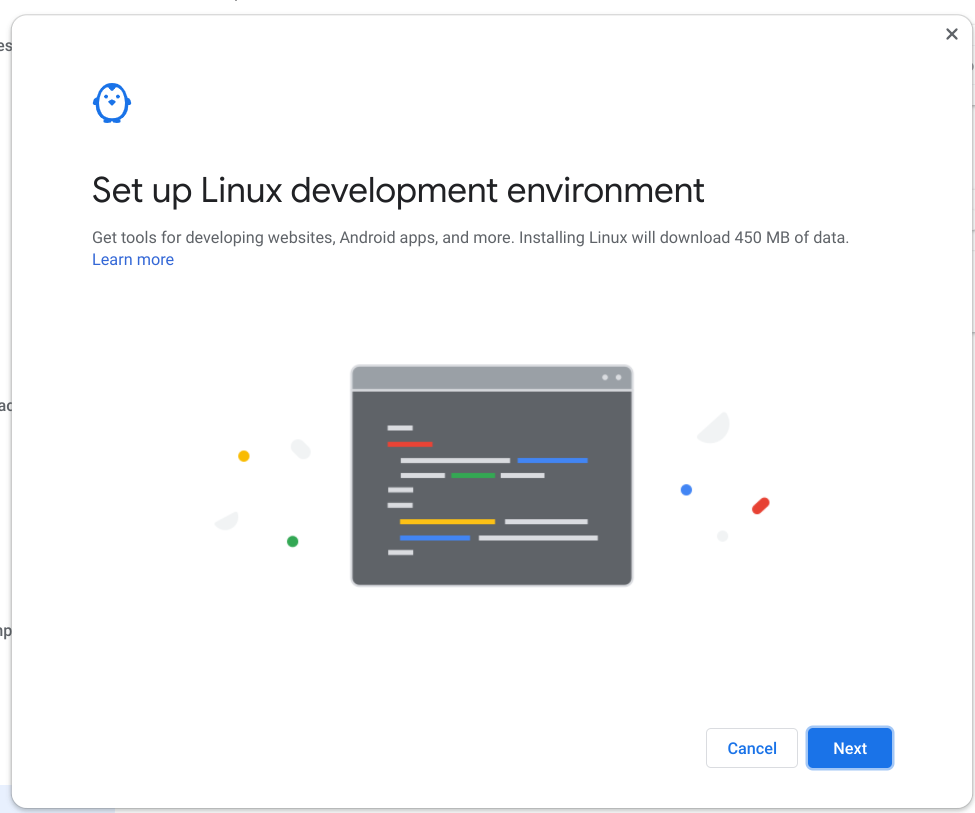 Set up Linux development environment
Get tools for developing websites, Android apps, and more. Installing Linux will download 450 MB of data.
Learn more
Cancel
Next